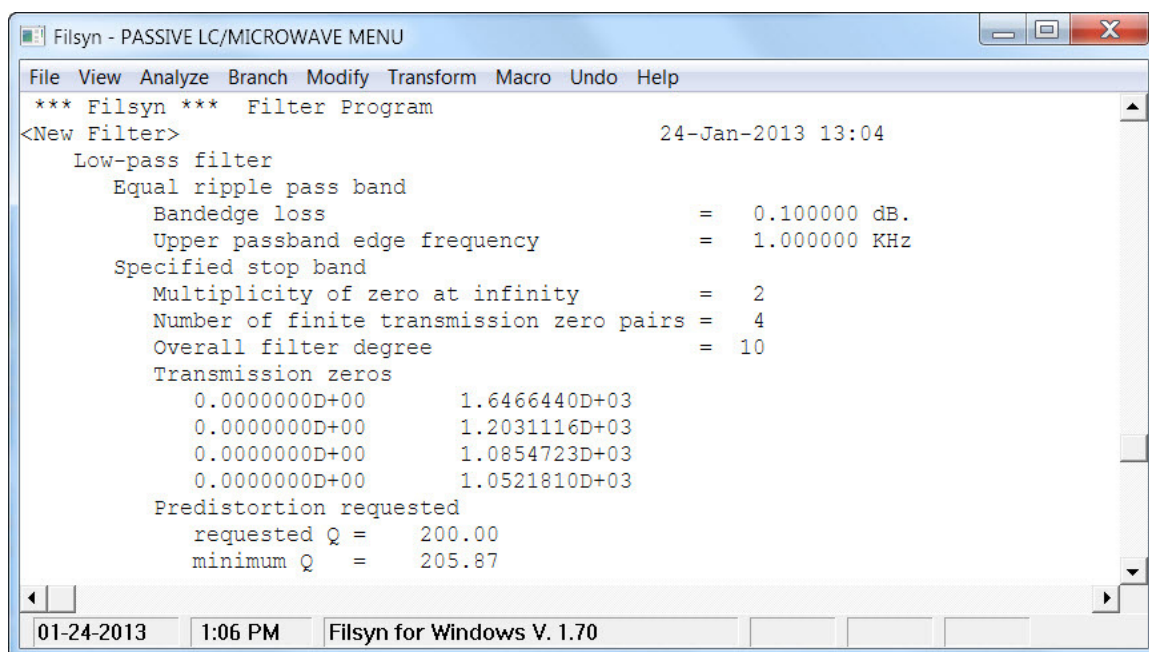 Filsyn - PASSIVE LC/MICROWAVE MENU
File View Analyze Branch Modify Transform Macro Undo Help
*** Filsyn *** Filter Program
<New Filter> 24-Jan-2013 13:04
Low-pass filter
Equal ripple pass band
Bandedge loss = 0.100000 dB.
Upper passband edge frequency = 1.000000 KHz
Specified stop band
Multiplicity of zero at infinity = 2
Number of finite transmission zero pairs = 4
Overall filter degree = 10
Transmission zeros
0.0000000D+00 1.6466440D+03
0.0000000D+00 1.2031116D+03
0.0000000D+00 1.0854723D+03
0.0000000D+00 1.0521810D+03
Predistortion requested
requested Q = 200.00
minimum Q = 205.87
01-24-2013 1:06 PM Filsyn for Windows V. 1.70